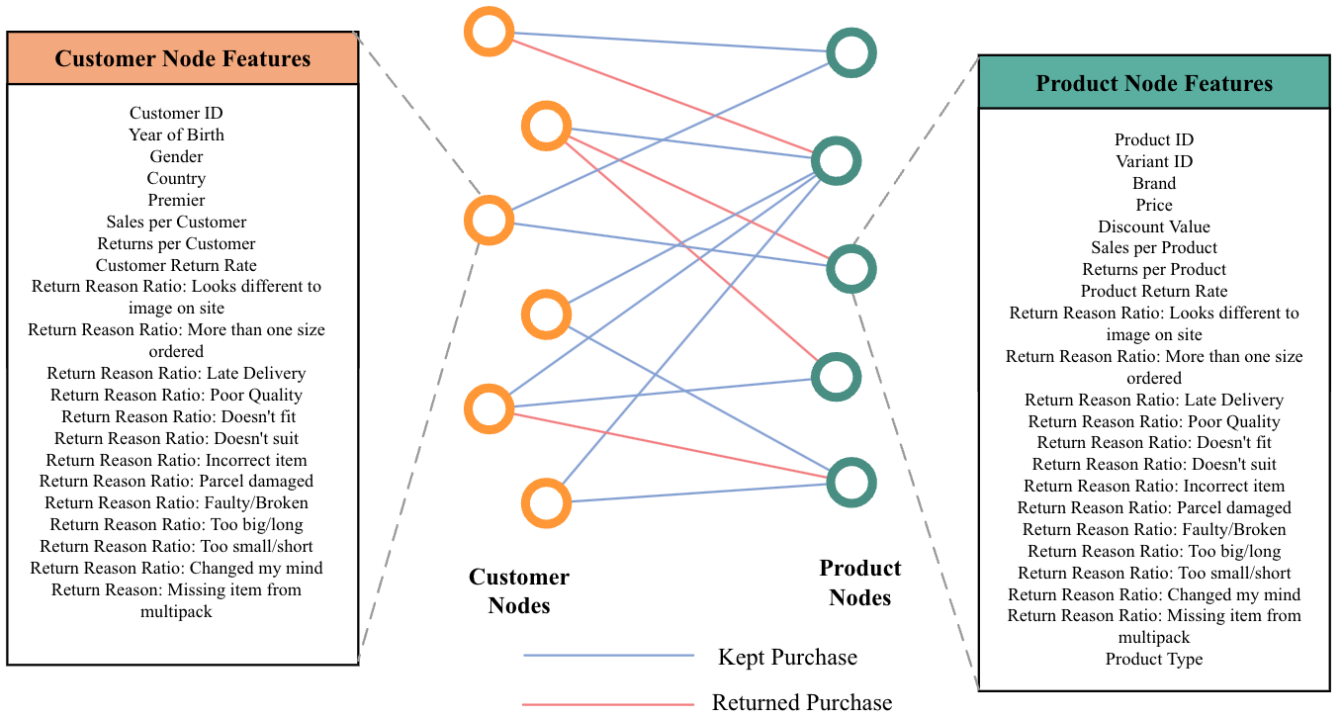 Customer Node Features
Customer ID
Year of Birth
Gender
Country
Premier
Sales per Customer
Returns per Customer
Customer Return Rate
Return Reason Ratio: Looks different to
image on site
Return Reason Ratio: More than one size
ordered
Return Reason Ratio: Late Delivery
Return Reason Ratio: Poor Quality
Return Reason Ratio: Doesn't fit
Return Reason Ratio: Doesn't suit
Return Reason Ratio: Incorrect item
Return Reason Ratio: Parcel damaged
Return Reason Ratio: Faulty/Broken
Return Reason Ratio: Too big/long
Return Reason Ratio: Too small/short
Return Reason Ratio: Changed my mind
Return Reason: Missing item from
multipack
Customer
Nodes
Product
Nodes
Kept Purchase
Returned Purchase
Product Node Features
Product ID
Variant ID
Brand
Price
Discount Value
Sales per Product
Returns per Product
Product Return Rate
Return Reason Ratio: Looks different to
image on site
Return Reason Ratio: More than one size
ordered
Return Reason Ratio: Late Delivery
Return Reason Ratio: Poor Quality
Return Reason Ratio: Doesn't fit
Return Reason Ratio: Doesn't suit
Return Reason Ratio: Incorrect item
Return Reason Ratio: Parcel damaged
Return Reason Ratio: Faulty/Broken
Return Reason Ratio: Too big/long
Return Reason Ratio: Too small/short
Return Reason Ratio: Changed my mind
Return Reason Ratio: Missing item from
multipack
Product Type